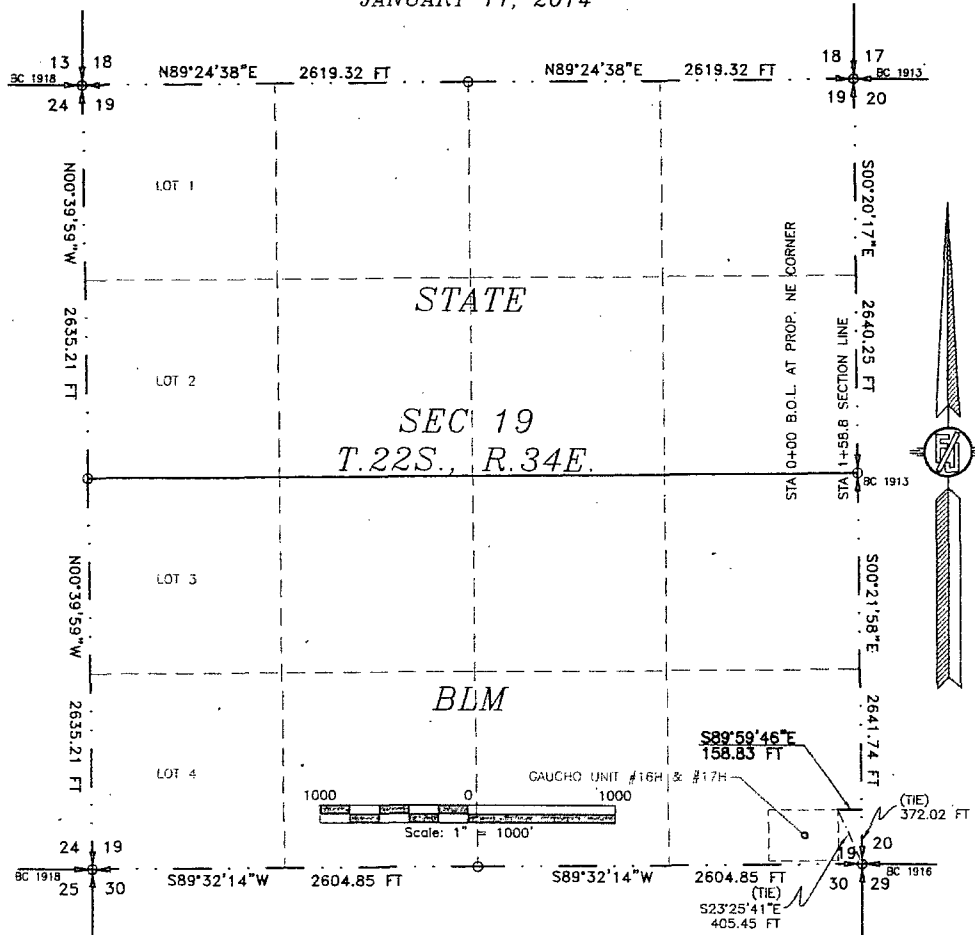 JANUARY 17, 2014
13 18
BC 1918
24 19
N89°24'38"E 2619.32 FT
N89°24'38"E 2619.32 FT
18 17
BC 1913
19 20
N00°39'59"W 2635.21 FT
LOT 1
S00°20'17"E 2640.25 FT
STATE
LOT 2
SEC 19
T.22S., R.34E.
STA 0+00 B.O.L. AT PROP. NE CORNER
STA 1+58.8 SECTION LINE
BC 1913
N00°39'59"W 2635.21 FT
LOT 3
S00°21'58"E 2641.74 FT
BLM
S89°59'46"E
158.83 FT
LOT 4
GAUCHO UNIT #16H & #17H
(TIE)
372.02 FT
1000 0 1000
Scale: 1" = 1000'
24 19
BC 1918
25 30
S89°32'14"W 2604.85 FT
S89°32'14"W 2604.85 FT
19 20
BC 1916
30 29
(TIE)
S23°25'41"E
405.45 FT